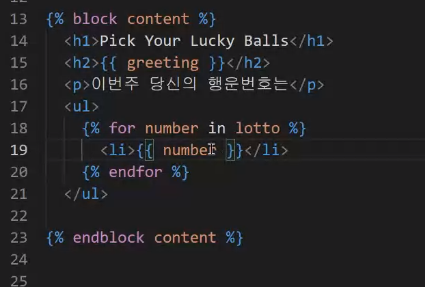 13 {% block content %}
14 <h1>Pick Your Lucky Balls</h1>
15 <h2>{{ greeting }}</h2>
16 <p>이번주 당신의 행운번호는</p>
17 <ul>
18 {% for number in lotto %}
19 <li>{{ number }}</li>
20 {% endfor %}
21 </ul>
22
23 {% endblock content %}
24
25